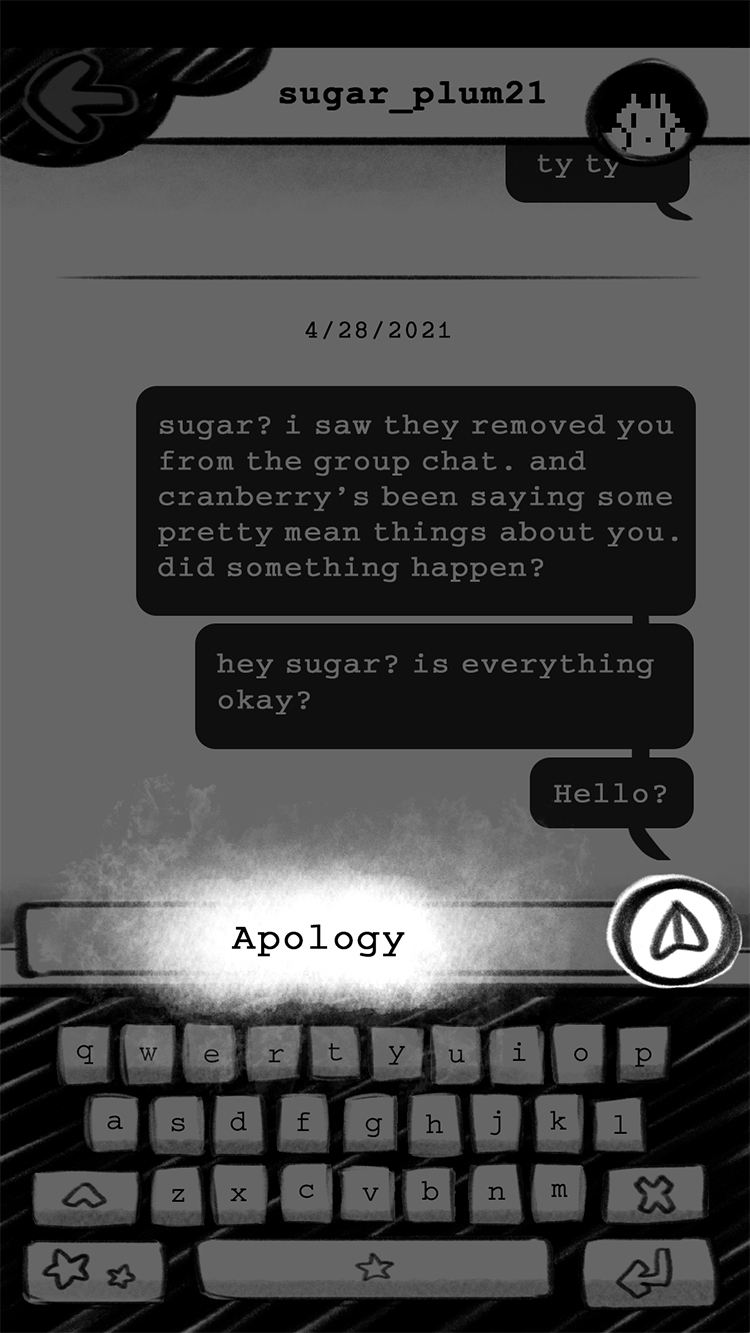 sugar_plum21
ty ty
4/28/2021
sugar? i saw they removed you
from the group chat. and
cranberry’s been saying some
pretty mean things about you.
did something happen?
hey sugar? is everything
okay?
Hello?
Apology
q w e r t y u i o p
a s d f g h j k l
z x c v b n m